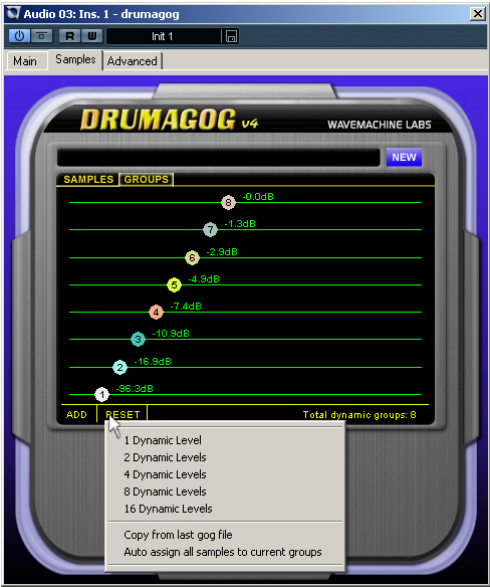 Audio 03: Ins. 1 - drumagog
R W Init 1
Main Samples Advanced
DRUMAGOG v4 WAVEMACHINE LABS
NEW
SAMPLES GROUPS
8 -0.0dB
7 -1.3dB
6 -2.9dB
5 -4.9dB
4 -7.4dB
3 -10.9dB
2 -16.9dB
1 -96.3dB
ADD RESET Total dynamic groups: 8
1 Dynamic Level
2 Dynamic Levels
4 Dynamic Levels
8 Dynamic Levels
16 Dynamic Levels
Copy from last gog file
Auto assign all samples to current groups